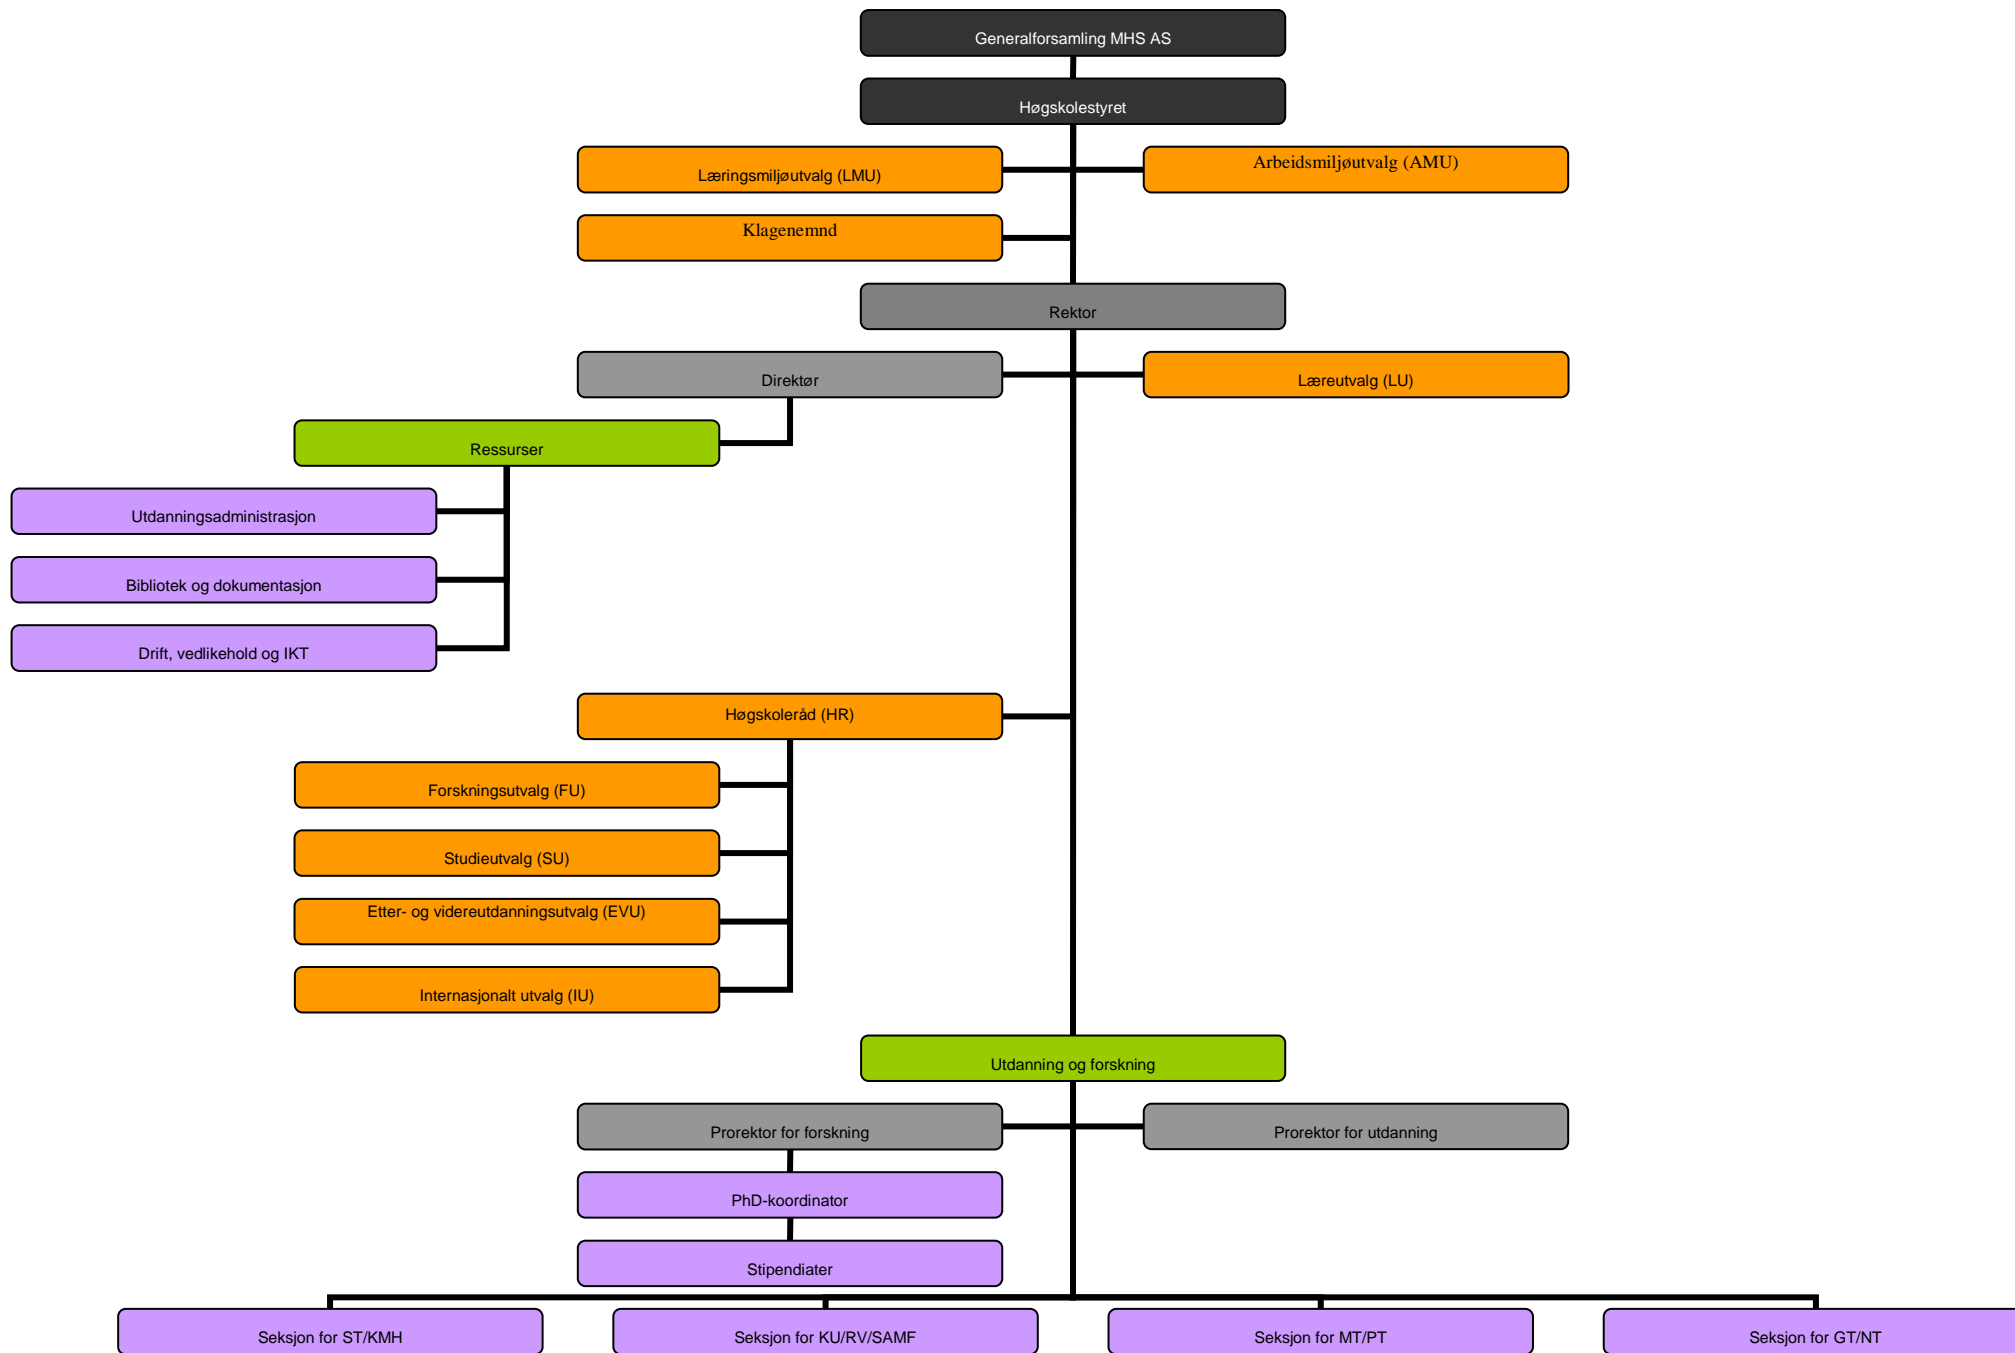 Generalforsamling MHS AS
Høgskolestyret
Læringsmiljøutvalg (LMU)
Arbeidsmiljøutvalg (AMU)
Klagenemnd
Rektor
Direktør
Læreutvalg (LU)
Ressurser
Utdanningsadministrasjon
Bibliotek og dokumentasjon
Drift, vedlikehold og IKT
Høgskoleråd (HR)
Forskningsutvalg (FU)
Studieutvalg (SU)
Etter- og videreutdanningsutvalg (EVU)
Internasjonalt utvalg (IU)
Utdanning og forskning
Prorektor for forskning
Prorektor for utdanning
PhD-koordinator
Stipendiater
Seksjon for ST/KMH
Seksjon for KU/RV/SAMF
Seksjon for MT/PT
Seksjon for GT/NT